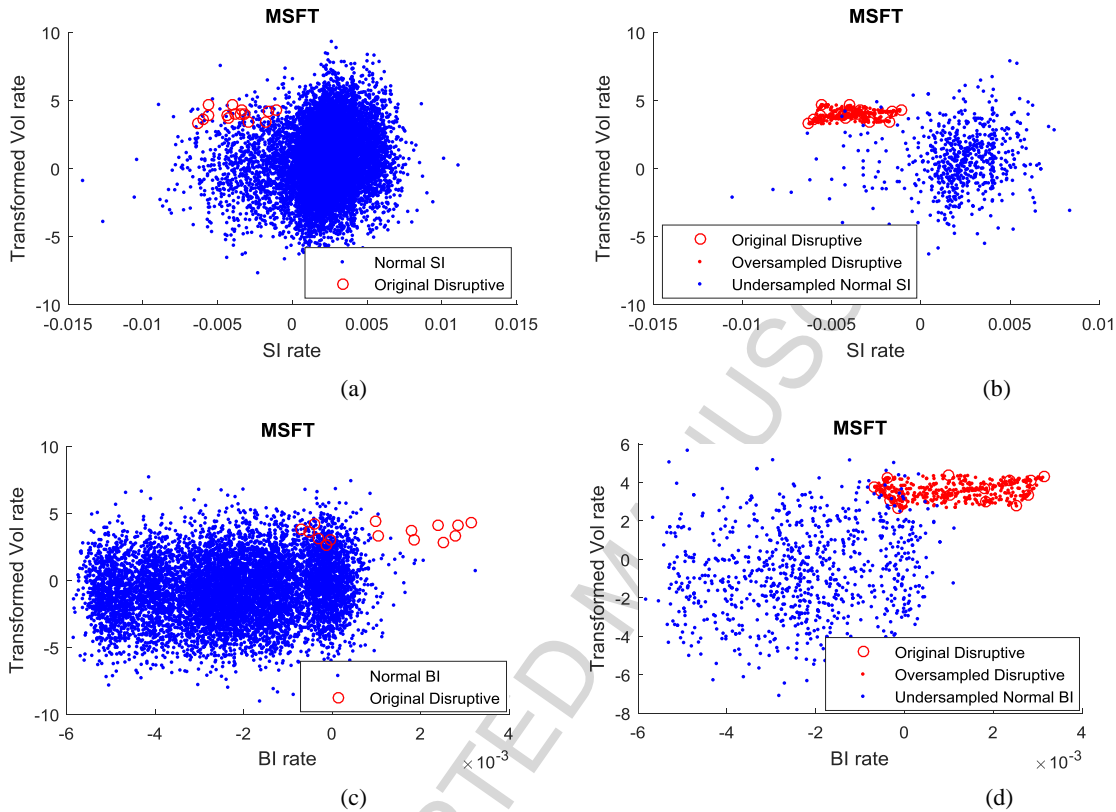 MSFT
MSFT
10
5
0
-5
-10
Transformed Vol rate
Normal SI
Original Disruptive
-0.015
-0.01
-0.005
0
0.005
0.01
0.015
SI rate
(a)
10
5
0
-5
-10
Transformed Vol rate
Original Disruptive
Oversampled Disruptive
Undersampled Normal SI
-0.015
-0.01
-0.005
0
0.005
0.01
SI rate
(b)
MSFT
10
5
0
-5
-10
Transformed Vol rate
Normal BI
Original Disruptive
-6
-4
-2
0
2
4
× 10⁻³
BI rate
(c)
MSFT
6
4
2
0
-2
-4
-6
-8
Transformed Vol rate
Original Disruptive
Oversampled Disruptive
Undersampled Normal BI
-6
-4
-2
0
2
4
× 10⁻³
BI rate
(d)